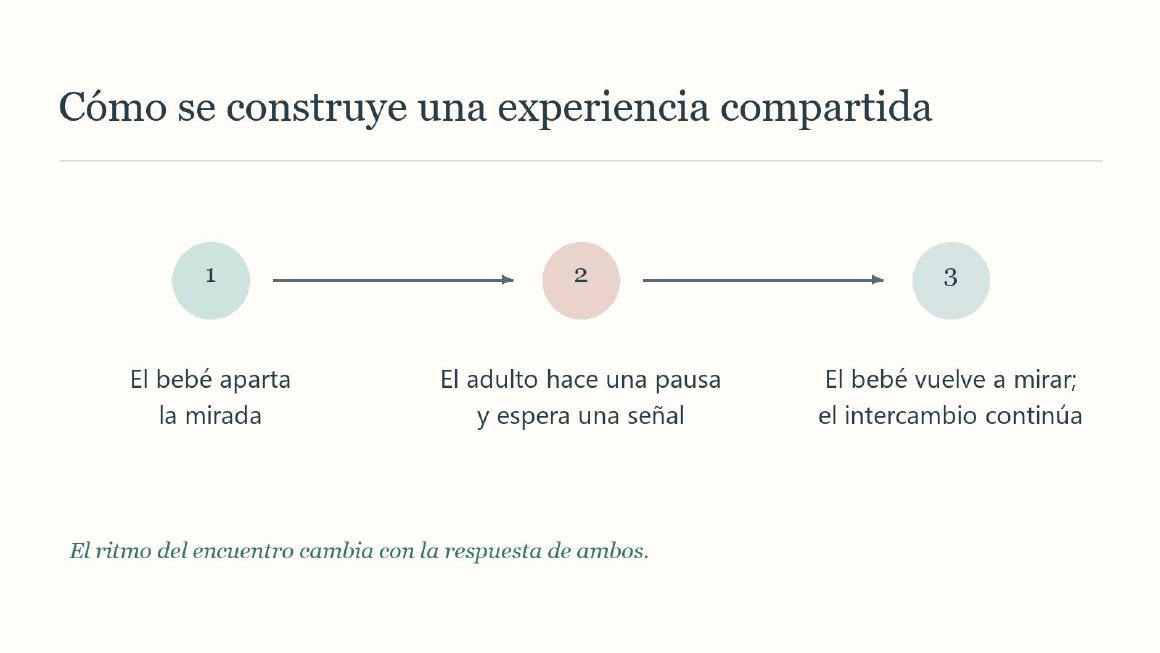 Cómo se construye una experiencia compartida
1
2
3
El bebé aparta
la mirada
El adulto hace una pausa
y espera una señal
El bebé vuelve a mirar;
el intercambio continúa
El ritmo del encuentro cambia con la respuesta de ambos.